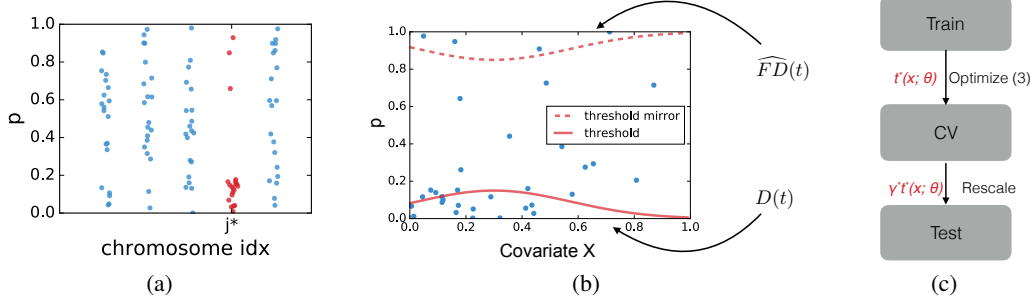 (a)
1.0
0.8
0.6
0.4
0.2
0.0
p
j*
chromosome idx
(b)
1.0
0.8
0.6
0.4
0.2
0.0
p
threshold mirror
threshold
0.0 0.2 0.4 0.6 0.8 1.0
Covariate X
$\widehat{FD}(t)$
$D(t)$
(c)
Train
t*(x; θ) Optimize (3)
CV
γ*t*(x; θ) Rescale
Test
(a)
(b)
(c)